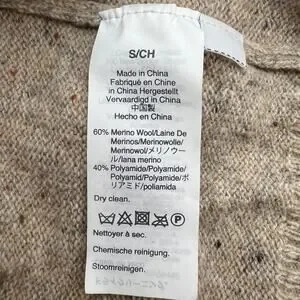 S/CH
Made in China
Fabriqué en Chine
in China Hergestellt
Vervaardigd in China
中国製
Hecho en China
60% Merino Wool/Laine De
Merinos/Merinowolle/
Merinowol/メリノウー
ル/lana merino
40% Polyamide/Polyamide/
Polyamid/Polyamide/ポ
リアミド/poliamida
Dry clean.
P
Nettoyer à sec.
Chemische reinigung.
Stoomreinigen.